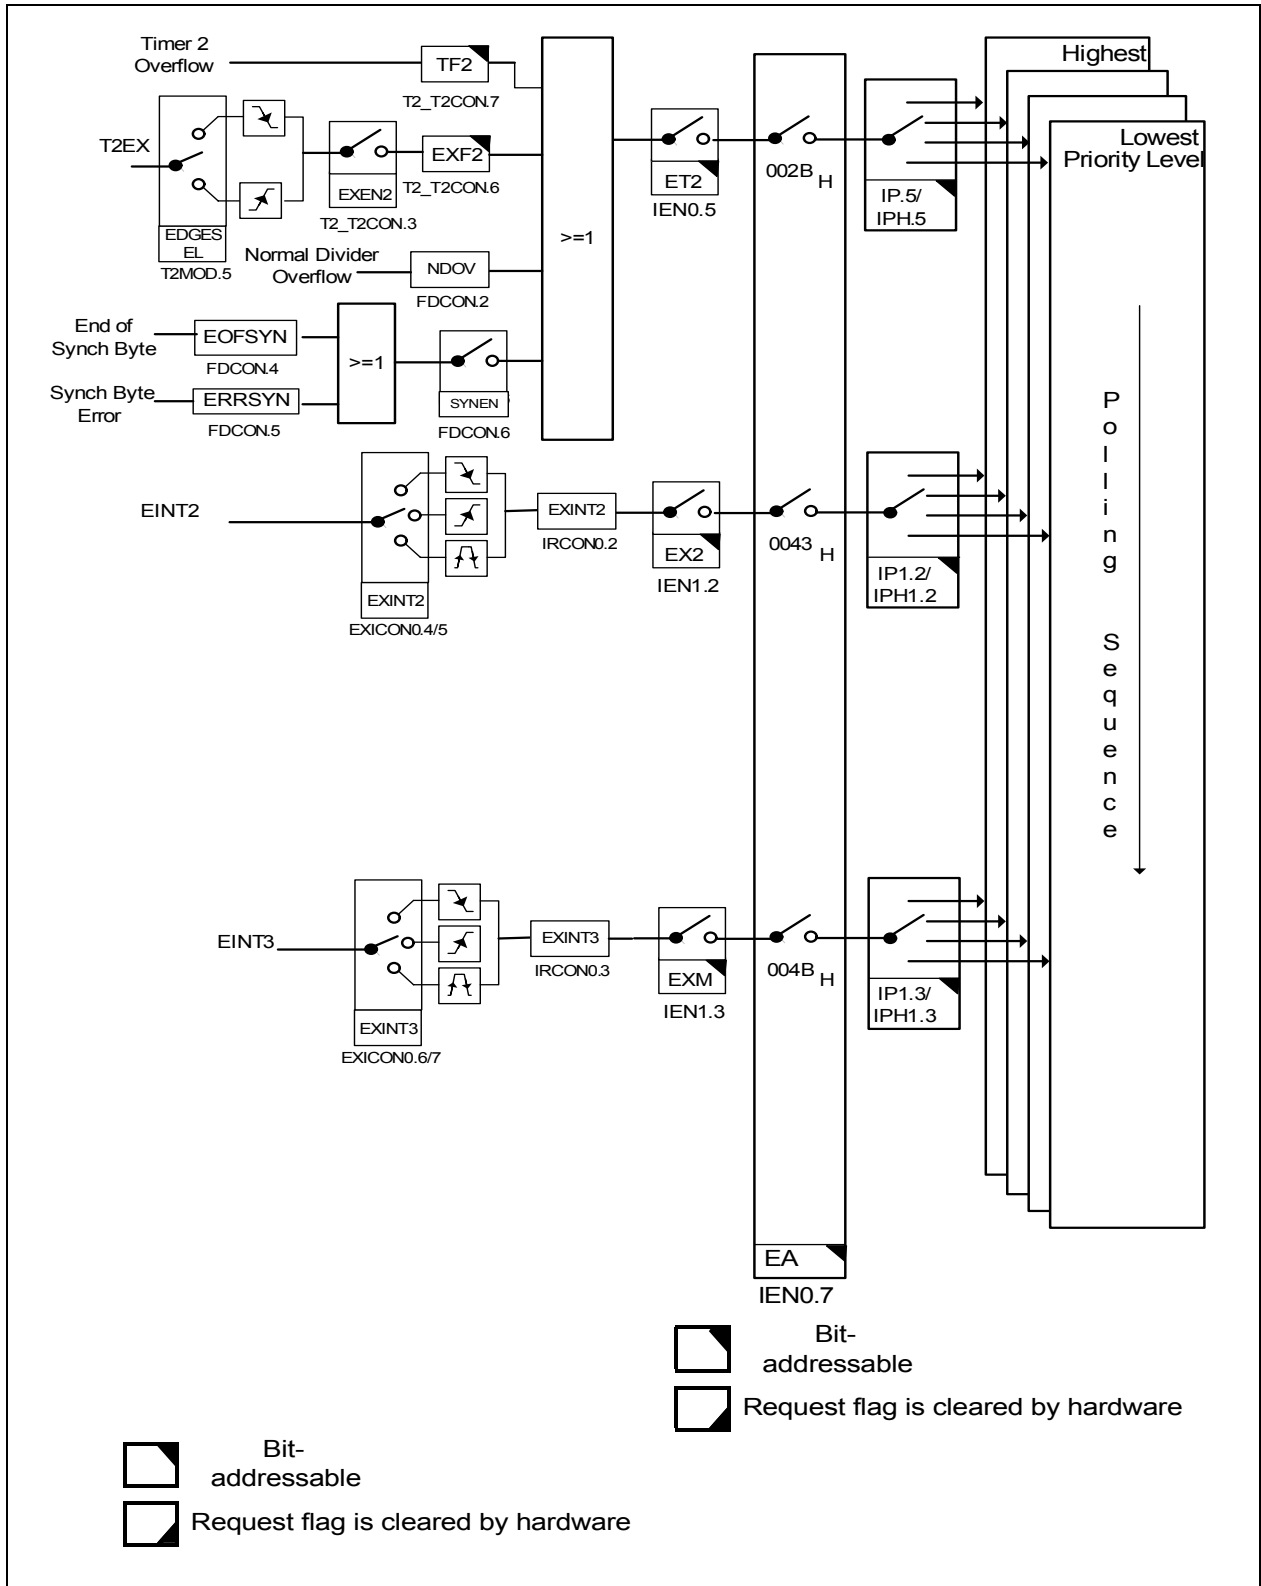 Timer 2
Overflow
TF2
T2_T2CON.7
Highest
T2EX
EDGES
EL
T2MOD.5
EXEN2
T2_T2CON.3
EXF2
T2_T2CON.6
Normal Divider
Overflow
NDOV
FDCON.2
End of
Synch Byte
EOFSYN
FDCON.4
Synch Byte
Error
ERRSYN
FDCON.5
>=1
SYNEN
FDCON.6
>=1
ET2
IEN0.5
002B H
IP.5/
IPH.5
Lowest
Priority Level
EINT2
EXINT2
EXICON0.4/5
EXINT2
IRCON0.2
EX2
IEN1.2
0043 H
IP1.2/
IPH1.2
Polling Sequence
EINT3
EXINT3
EXICON0.6/7
EXINT3
IRCON0.3
EXM
IEN1.3
004B H
IP1.3/
IPH1.3
EA
IEN0.7
Bit-
addressable
Request flag is cleared by hardware
Bit-
addressable
Request flag is cleared by hardware